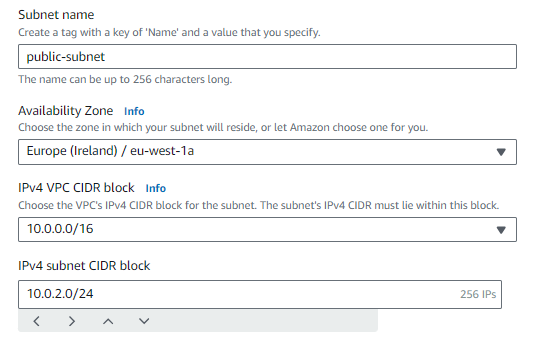 Subnet name
Create a tag with a key of 'Name' and a value that you specify.
public-subnet
The name can be up to 256 characters long.
Availability Zone Info
Choose the zone in which your subnet will reside, or let Amazon choose one for you.
Europe (Ireland) / eu-west-1a
IPv4 VPC CIDR block Info
Choose the VPC's IPv4 CIDR block for the subnet. The subnet's IPv4 CIDR must lie within this block.
10.0.0.0/16
IPv4 subnet CIDR block
10.0.2.0/24 256 IPs